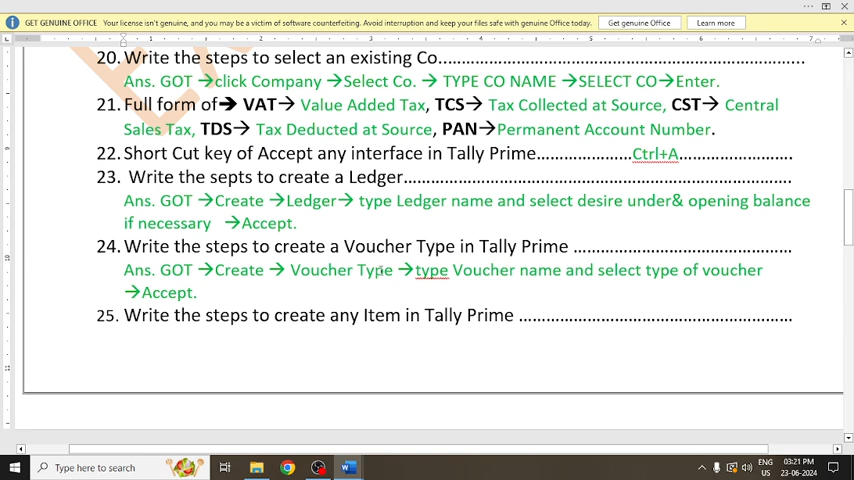 GET GENUINE OFFICE Your license isn't genuine, and you may be a victim of software counterfeiting. Avoid interruption and keep your files safe with genuine Office today. Get genuine Office Learn more
1 2 3 4 5 6 7
20. Write the steps to select an existing Co.......................................................................................
Ans. GOT →click Company →Select Co. → TYPE CO NAME →SELECT CO→Enter.
21. Full form of→ VAT→ Value Added Tax, TCS→ Tax Collected at Source, CST→ Central
Sales Tax, TDS→ Tax Deducted at Source, PAN→Permanent Account Number.
22. Short Cut key of Accept any interface in Tally Prime.......................Ctrl+A...........................
23. Write the septs to create a Ledger..............................................................................................
Ans. GOT →Create →Ledger→ type Ledger name and select desire under& opening balance
if necessary →Accept.
24. Write the steps to create a Voucher Type in Tally Prime .....................................................
Ans. GOT →Create → Voucher Type →type Voucher name and select type of voucher
→Accept.
25. Write the steps to create any Item in Tally Prime ..................................................................
Type here to search
ENG
US
03:21 PM
23-06-2024